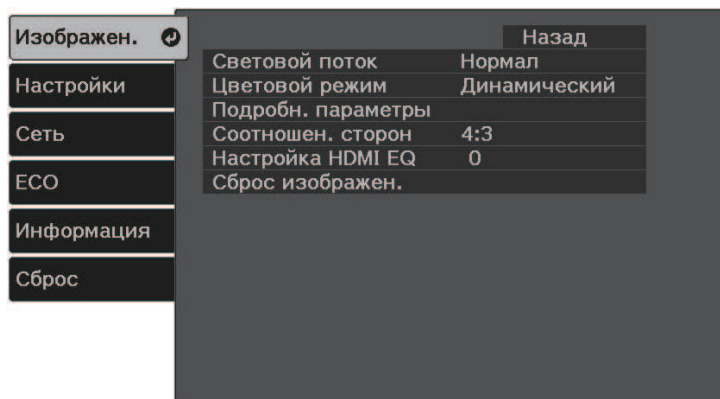 Изображен.
Настройки
Сеть
ECO
Информация
Сброс
Назад
Световой поток Нормал
Цветовой режим Динамический
Подробн. параметры
Соотношен. сторон 4:3
Настройка HDMI EQ 0
Сброс изображен.